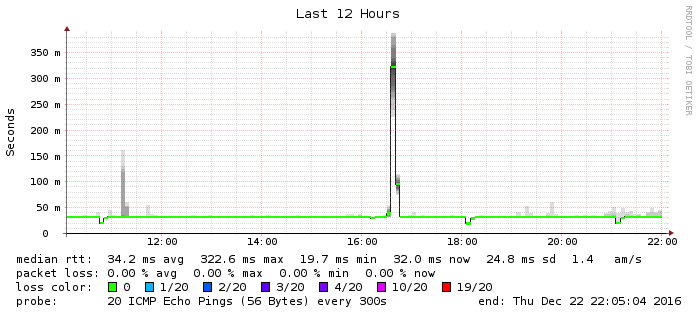 Last 12 Hours
RRDTOOL / TOBI OETIKER
Seconds
350 m
300 m
250 m
200 m
150 m
100 m
50 m
0
12:00 14:00 16:00 18:00 20:00 22:00
median rtt: 34.2 ms avg 322.6 ms max 19.7 ms min 32.0 ms now 24.8 ms sd 1.4 am/s
packet loss: 0.00 % avg 0.00 % max 0.00 % min 0.00 % now
loss color: 0 1/20 2/20 3/20 4/20 10/20 19/20
probe: 20 ICMP Echo Pings (56 Bytes) every 300s end: Thu Dec 22 22:05:04 2016